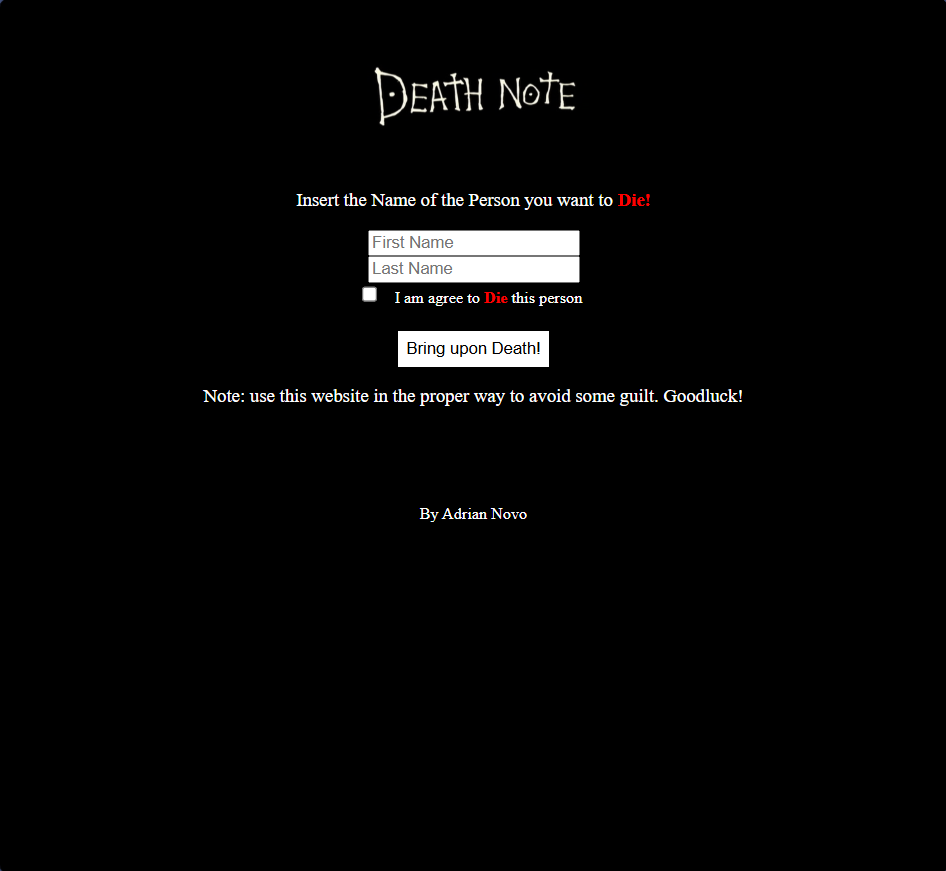 DEATH NOTE
Insert the Name of the Person you want to Die!
First Name
Last Name
I am agree to Die this person
Bring upon Death!
Note: use this website in the proper way to avoid some guilt. Goodluck!
By Adrian Novo